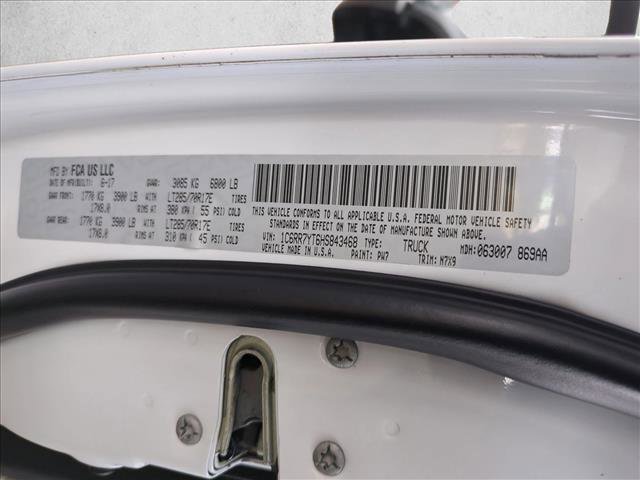 MFD BY FCA US LLC
DATE OF MFR(BUILT): 6-17 GVWR: 3085 KG 6800 LB
GAWR FRONT: 1770 KG 3900 LB WITH LT285/70R17E TIRES
17X8.0 RIMS AT 380 KPA ( 55 PSI) COLD
GAWR REAR: 1770 KG 3900 LB WITH LT285/70R17E TIRES
17X8.0 RIMS AT 310 KPA ( 45 PSI) COLD
THIS VEHICLE CONFORMS TO ALL APPLICABLE U.S.A. FEDERAL MOTOR VEHICLE SAFETY
STANDARDS IN EFFECT ON THE DATE OF MANUFACTURE SHOWN ABOVE.
VIN: 1C6RR7YT6HS843468 TYPE: TRUCK MDH: 063007 869AA
VEHICLE MADE IN U.S.A. PAINT: PW7 TRIM: N7X9